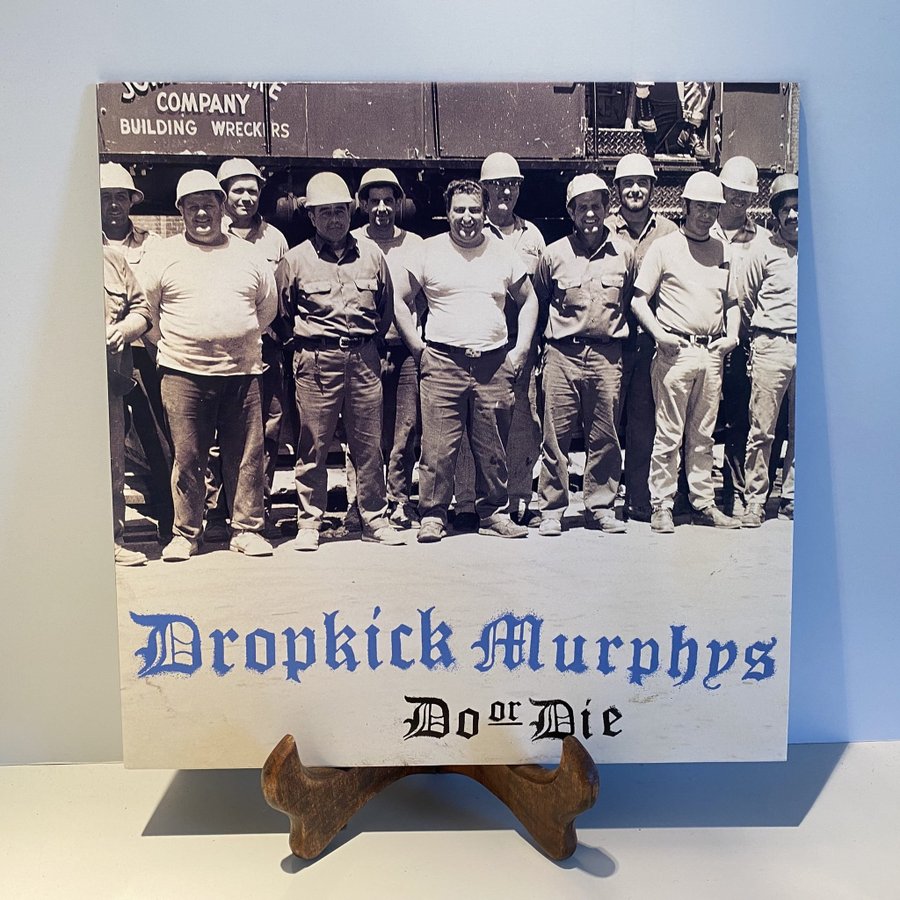 COMPANY
BUILDING WRECKERS
Dropkick Murphys
Do or Die